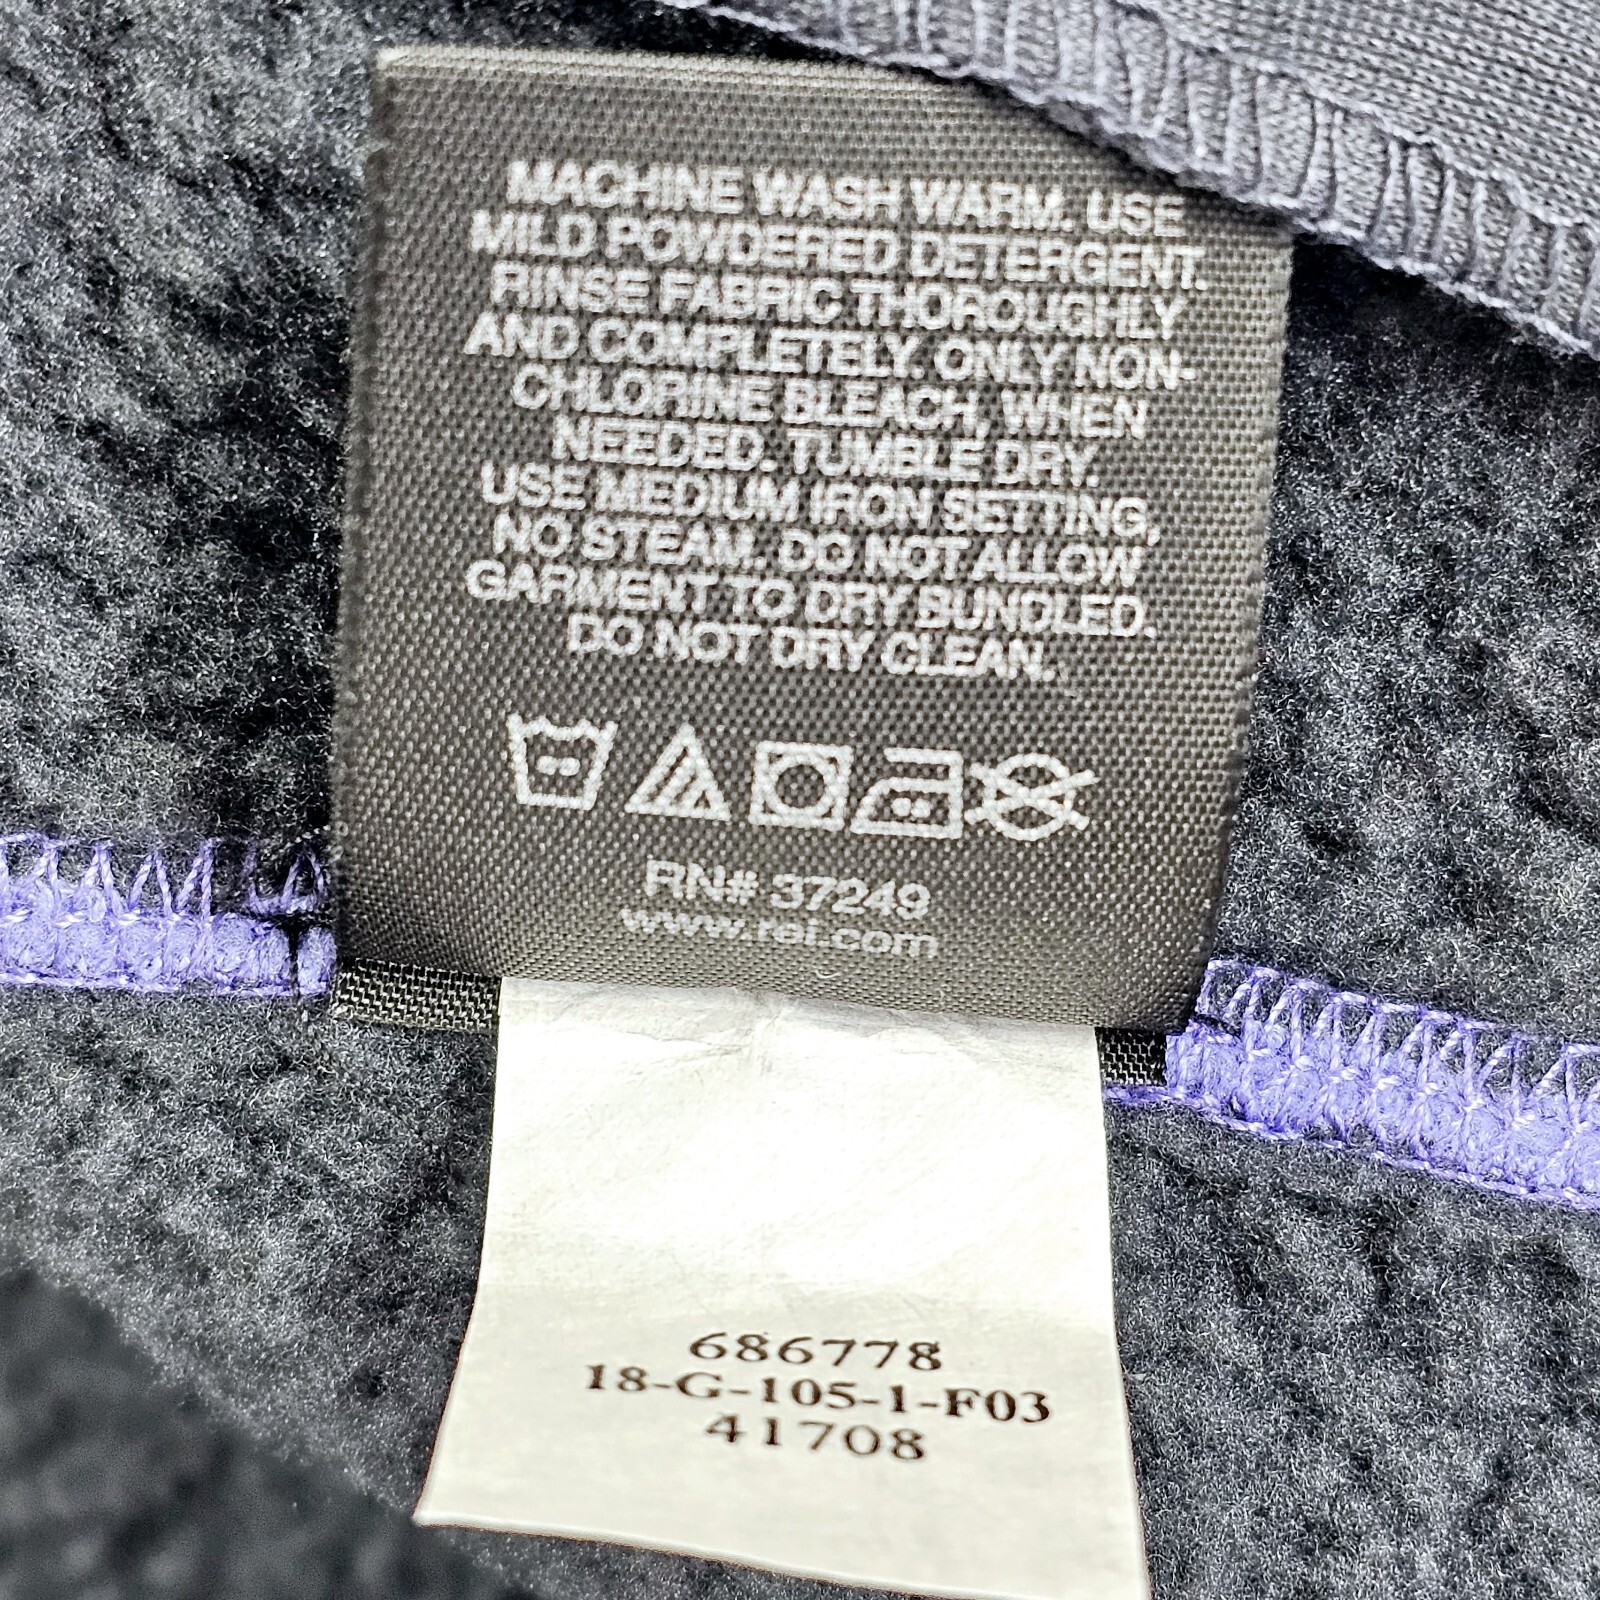 MACHINE WASH WARM. USE
MILD POWDERED DETERGENT.
RINSE FABRIC THOROUGHLY
AND COMPLETELY. ONLY NON-
CHLORINE BLEACH, WHEN
NEEDED. TUMBLE DRY.
USE MEDIUM IRON SETTING,
NO STEAM. DO NOT ALLOW
GARMENT TO DRY BUNDLED.
DO NOT DRY CLEAN.
RN# 37249
www.rei.com
686778
18-G-105-1-F03
41708